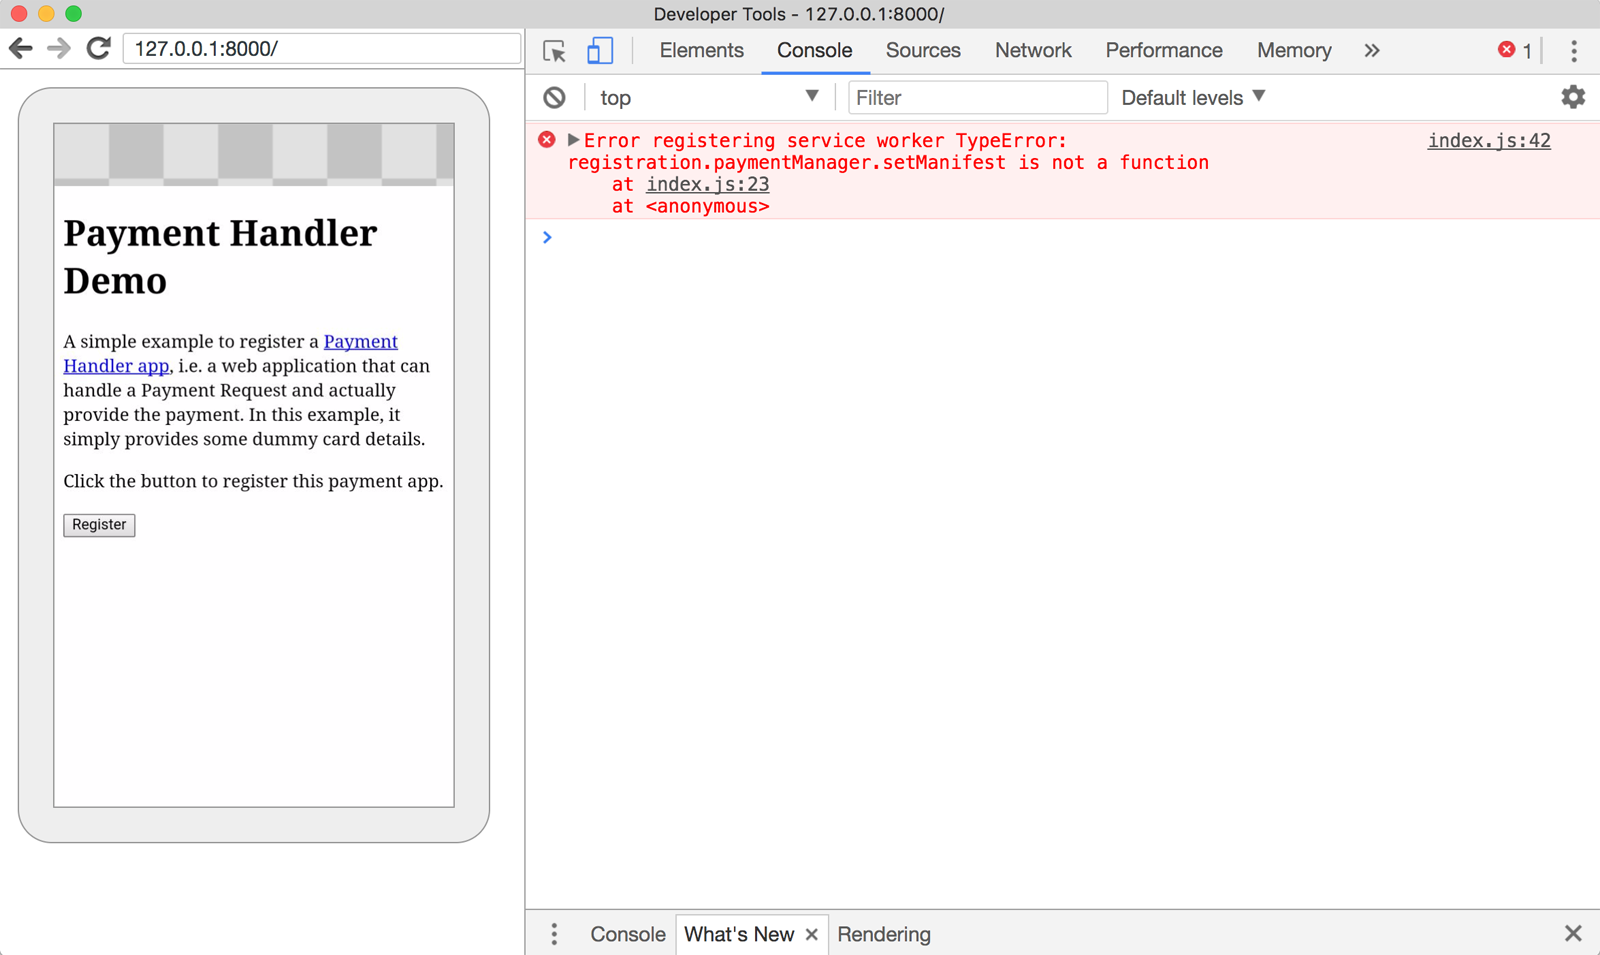 Developer Tools - 127.0.0.1:8000/
127.0.0.1:8000/
Elements Console Sources Network Performance Memory » 1
top Filter Default levels
Error registering service worker TypeError: index.js:42
registration.paymentManager.setManifest is not a function
at index.js:23
at <anonymous>
Payment Handler
Demo
A simple example to register a Payment
Handler app, i.e. a web application that can
handle a Payment Request and actually
provide the payment. In this example, it
simply provides some dummy card details.
Click the button to register this payment app.
Register
Console What's New Rendering